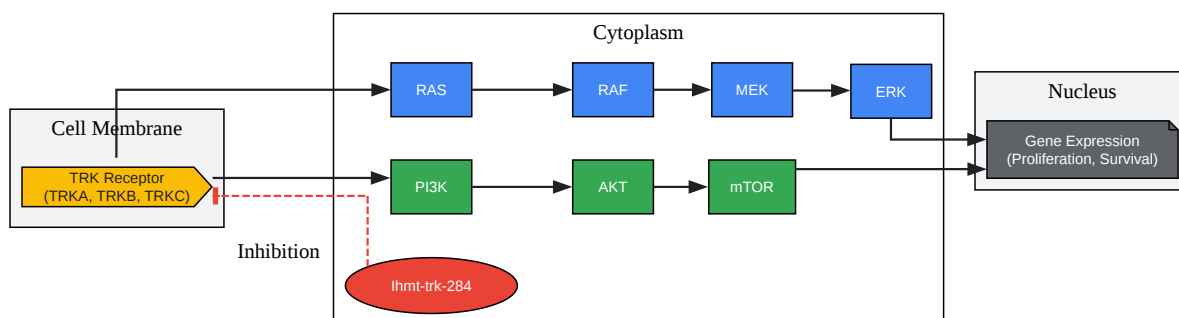 Cytoplasm
RAS
RAF
MEK
ERK
Nucleus
Gene Expression
(Proliferation, Survival)
Cell Membrane
TRK Receptor
(TRKA, TRKB, TRKC)
PI3K
AKT
mTOR
Inhibition
Ihmt-trk-284